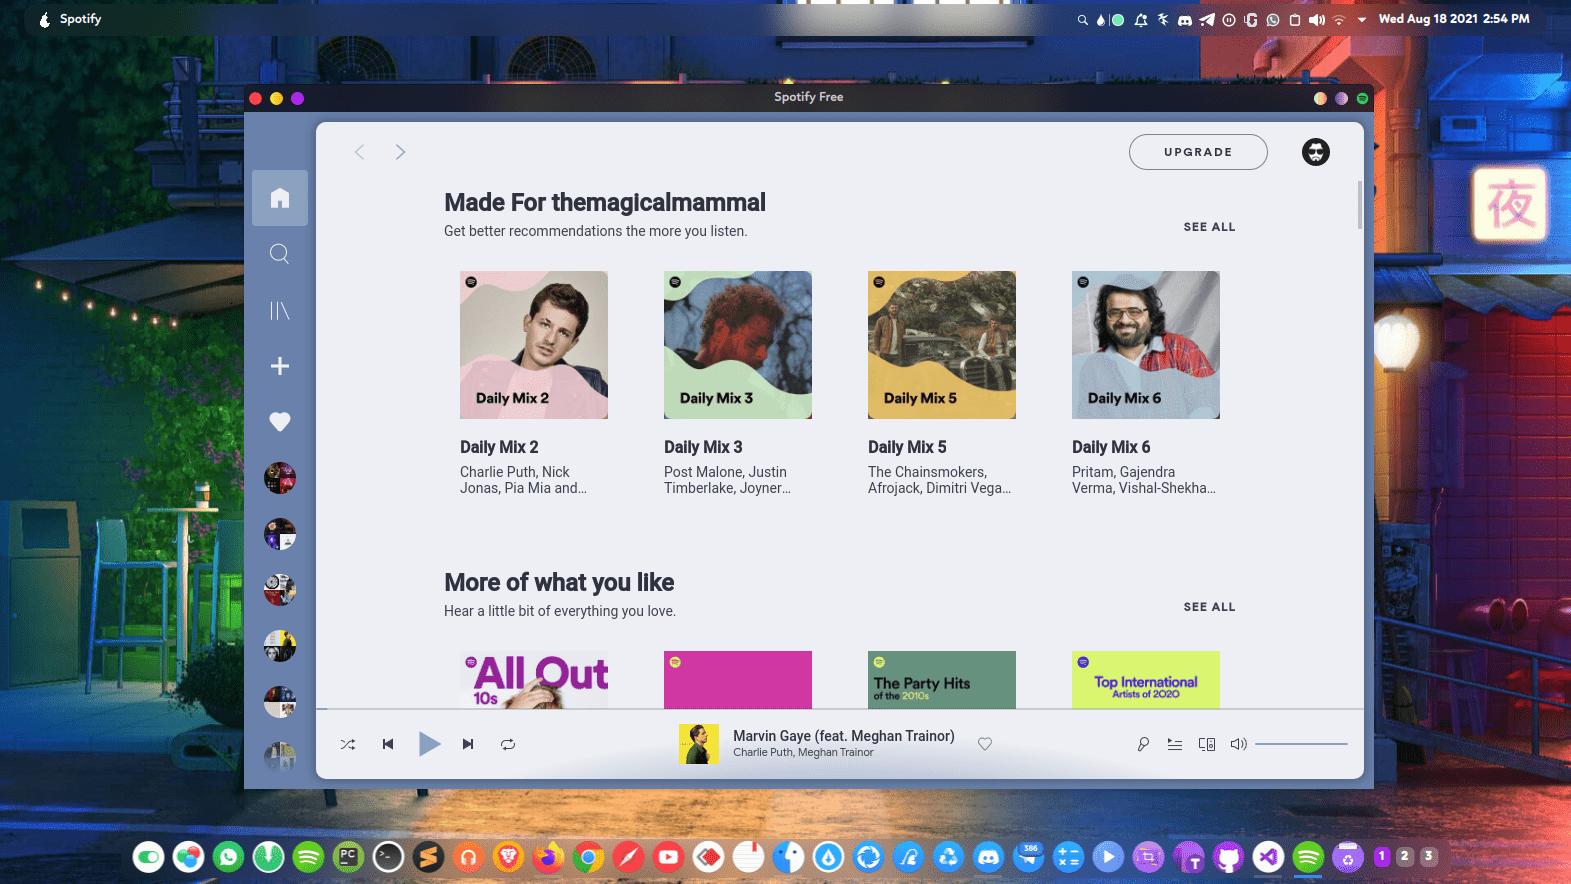 Spotify
Wed Aug 18 2021 2:54 PM
Spotify Free
UPGRADE
Made For themagicalmammal
Get better recommendations the more you listen.
SEE ALL
Daily Mix 2
Daily Mix 3
Daily Mix 5
Daily Mix 6
Daily Mix 2
Charlie Puth, Nick
Jonas, Pia Mia and...
Daily Mix 3
Post Malone, Justin
Timberlake, Joyner...
Daily Mix 5
The Chainsmokers,
Afrojack, Dimitri Vega...
Daily Mix 6
Pritam, Gajendra
Verma, Vishal-Shekha...
More of what you like
Hear a little bit of everything you love.
SEE ALL
All Out
10s
The Party Hits
of the 2010s
Top International
Artists of 2020
Marvin Gaye (feat. Meghan Trainor)
Charlie Puth, Meghan Trainor
夜
PC
386
T
1 2 3